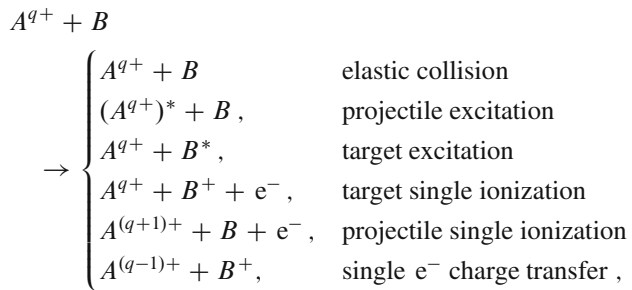 A^{q+} + B
A^{q+} + B elastic collision
(A^{q+})^* + B , projectile excitation
A^{q+} + B^* , target excitation
→ { A^{q+} + B^+ + e^− , target single ionization
A^{(q+1)+} + B + e^− , projectile single ionization
A^{(q−1)+} + B^+, single e^− charge transfer ,